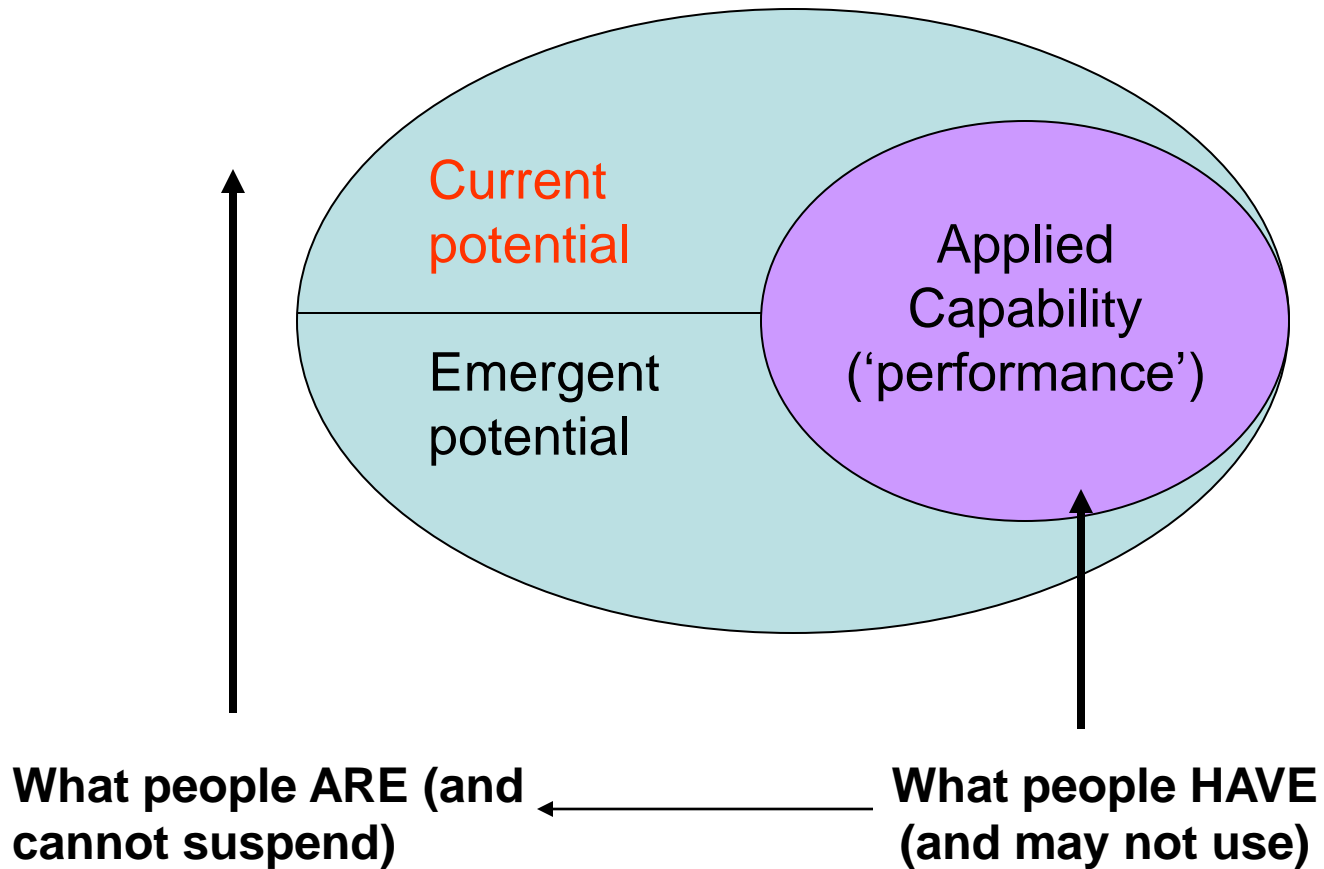 Current
potential
Applied
Capability
(‘performance’)
Emergent
potential
What people ARE (and
cannot suspend)
What people HAVE
(and may not use)